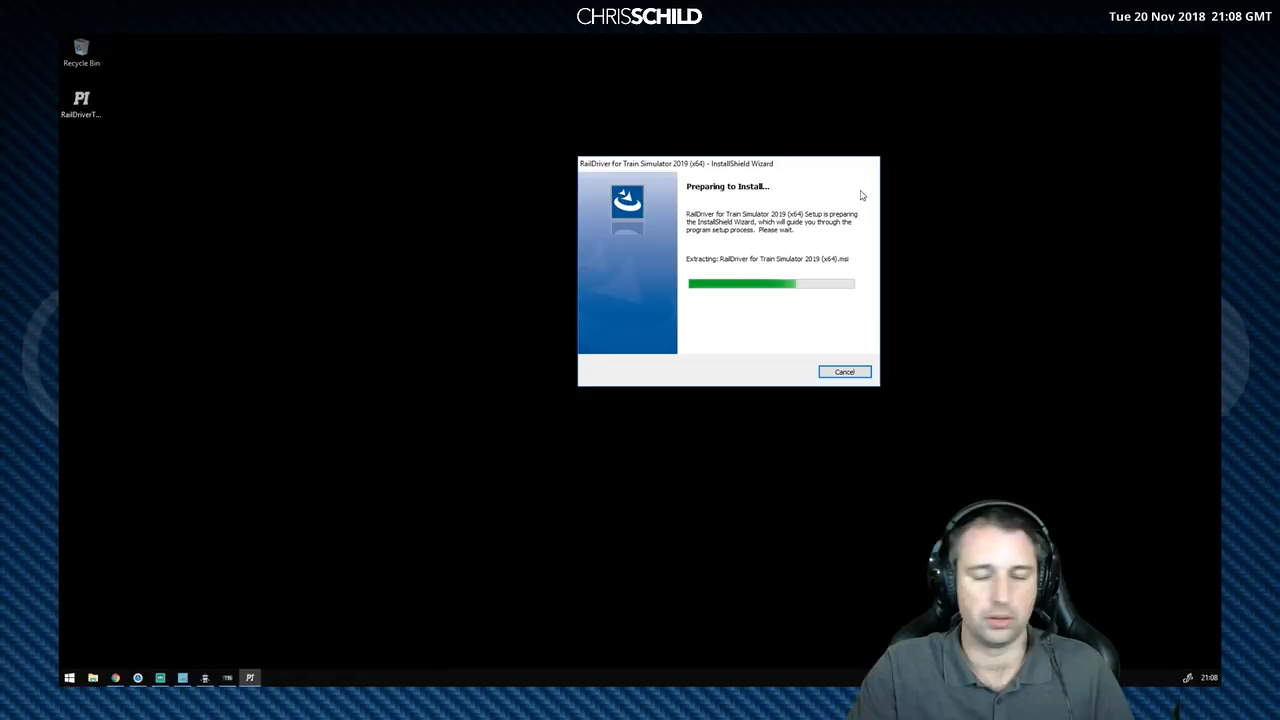 CHRISSCHILD
Tue 20 Nov 2018 21:08 GMT
Recycle Bin
PI
RailDriverT...
RailDriver for Train Simulator 2019 (x64) - InstallShield Wizard
Preparing to Install...
RailDriver for Train Simulator 2019 (x64) Setup is preparing
the InstallShield Wizard, which will guide you through the
program setup process. Please wait.
Extracting: RailDriver for Train Simulator 2019 (x64).msi
Cancel
PI
21:08